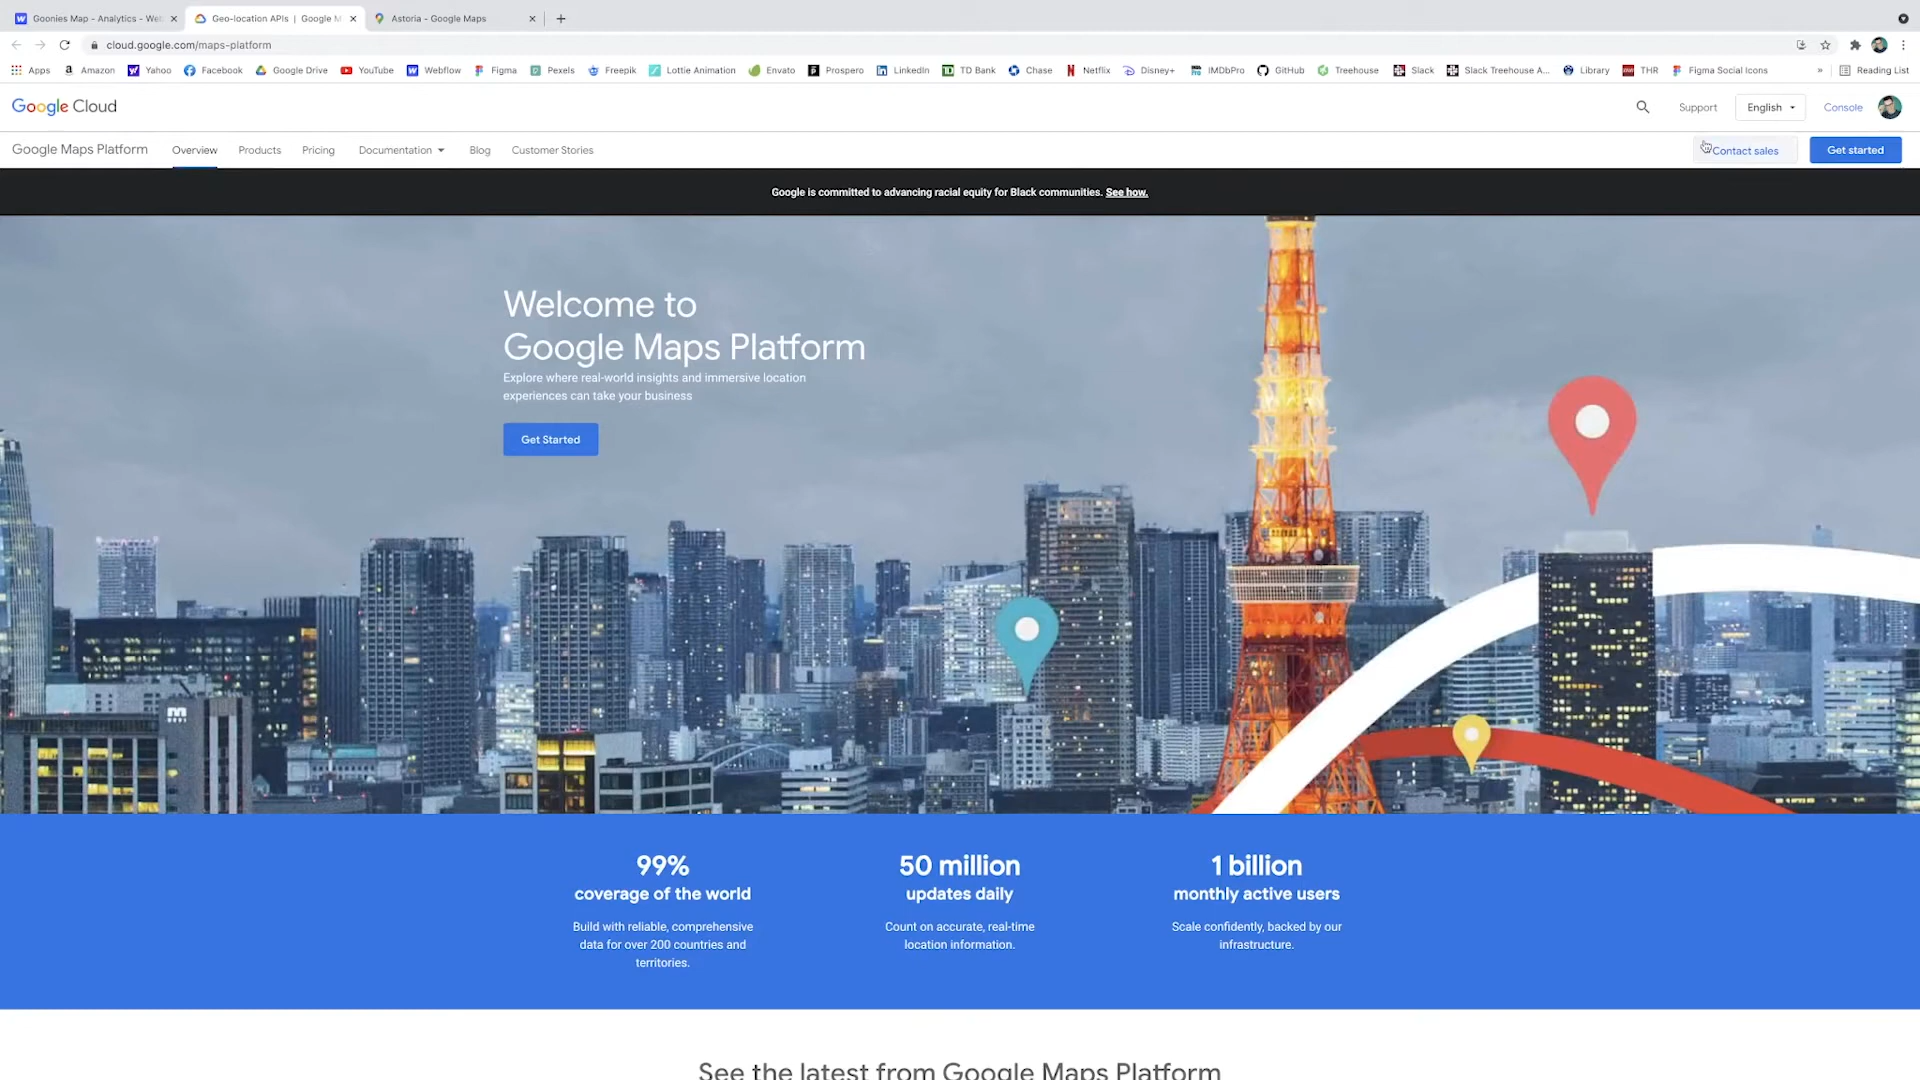 Goonies Map - Analytics - Web
Geo-location APIs | Google M
Astoria - Google Maps
cloud.google.com/maps-platform
Apps
Amazon
Yahoo
Facebook
Google Drive
YouTube
Webflow
Figma
Pexels
Freepik
Lottie Animation
Envato
Prospero
LinkedIn
TD Bank
Chase
Netflix
Disney+
IMDbPro
GitHub
Treehouse
Slack
Slack Treehouse A...
Library
THR
Figma Social Icons
»
Reading List
Google Cloud
Support
English
Console
Google Maps Platform
Overview
Products
Pricing
Documentation
Blog
Customer Stories
Contact sales
Get started
Google is committed to advancing racial equity for Black communities. See how.
Welcome to
Google Maps Platform
Explore where real-world insights and immersive location
experiences can take your business
Get Started
99%
coverage of the world
Build with reliable, comprehensive
data for over 200 countries and
territories.
50 million
updates daily
Count on accurate, real-time
location information.
1 billion
monthly active users
Scale confidently, backed by our
infrastructure.
See the latest from Google Maps Platform